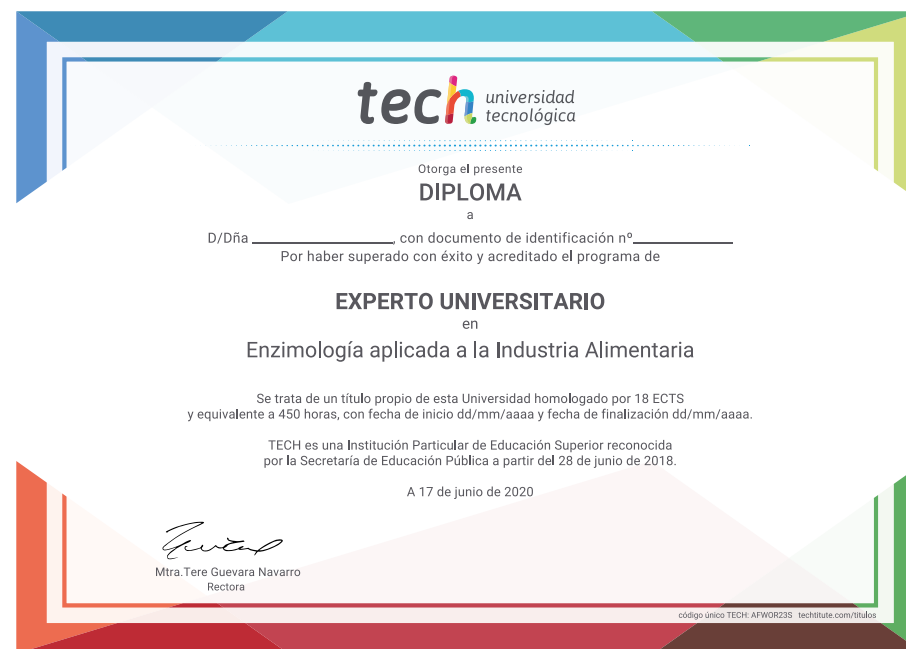 tech universidad
tecnológica
Otorga el presente
DIPLOMA
a
D/Dña ____________________, con documento de identificación nº______________
Por haber superado con éxito y acreditado el programa de
EXPERTO UNIVERSITARIO
en
Enzimología aplicada a la Industria Alimentaria
Se trata de un título propio de esta Universidad homologado por 18 ECTS
y equivalente a 450 horas, con fecha de inicio dd/mm/aaaa y fecha de finalización dd/mm/aaaa.
TECH es una Institución Particular de Educación Superior reconocida
por la Secretaría de Educación Pública a partir del 28 de junio de 2018.
A 17 de junio de 2020
Mtra.Tere Guevara Navarro
Rectora
código único TECH: AFWOR23S techtitute.com/titulos